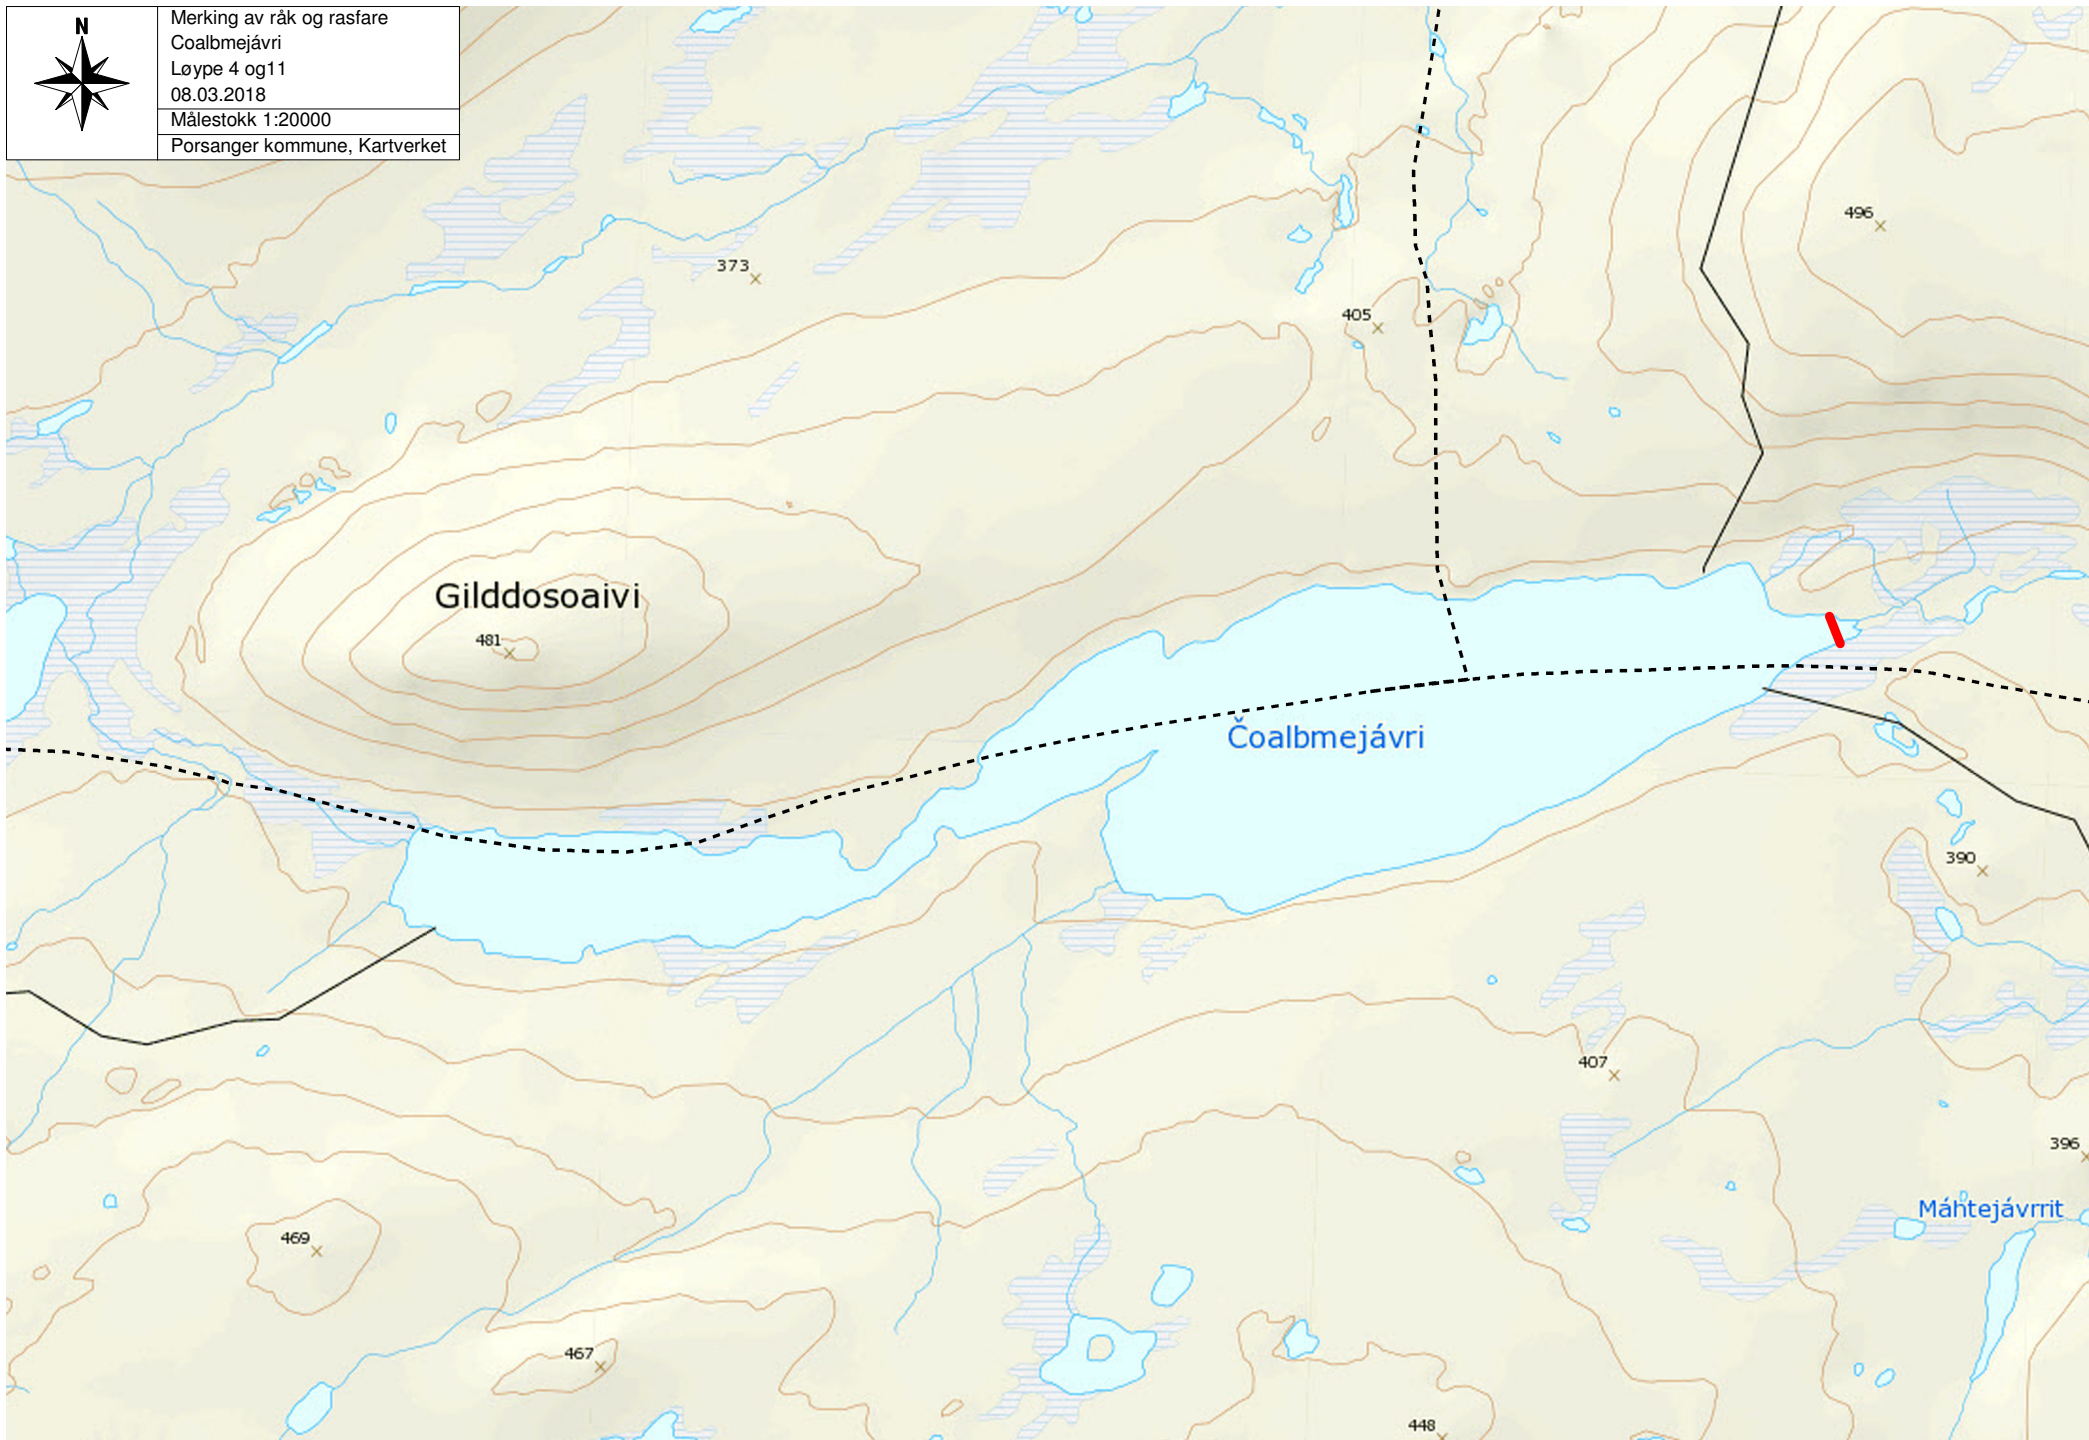 N
Merking av råk og rasfare
Coalbmejávri
Løype 4 og11
08.03.2018
Målestokk 1:20000
Porsanger kommune, Kartverket
496
373
405
Gilddosoaivi
481
Čoalbmejávri
390
407
396
Máhtejávrrit
469
467
448